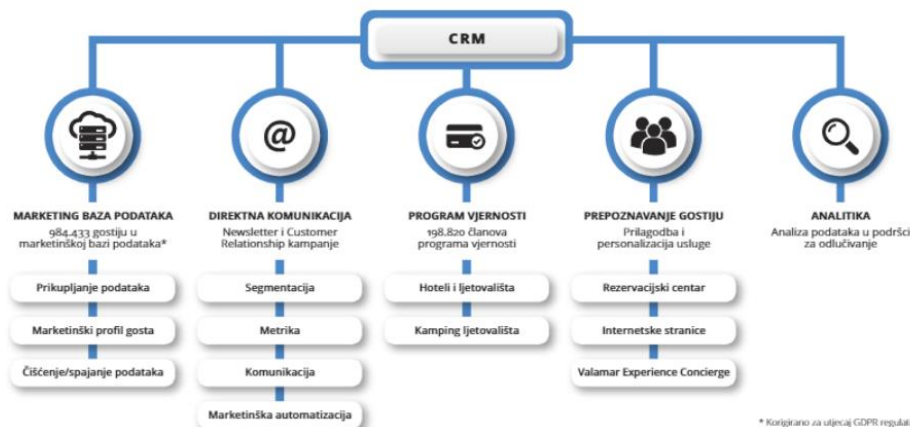 CRM
@
MARKETING BAZA PODATAKA
984.433 gostiju u
marketinškoj bazi podataka*
Prikupljanje podataka
Marketinški profil gosta
Čišćenje/spajanje podataka
DIREKTNA KOMUNIKACIJA
Newsletter i Customer
Relationship kampanje
Segmentacija
Metrika
Komunikacija
Marketinška automatizacija
PROGRAM VJERNOSTI
198.820 članova
programa vjernosti
Hoteli i ljetovališta
Kamping ljetovališta
PREPOZNAVANJE GOSTIJU
Prilagodba i
personalizacija usluge
Rezervacijski centar
Internetske stranice
Valamar Experience Concierge
ANALITIKA
Analiza podataka u podršci
za odlučivanje
* Korigirano za utjecaj GDPR regulati